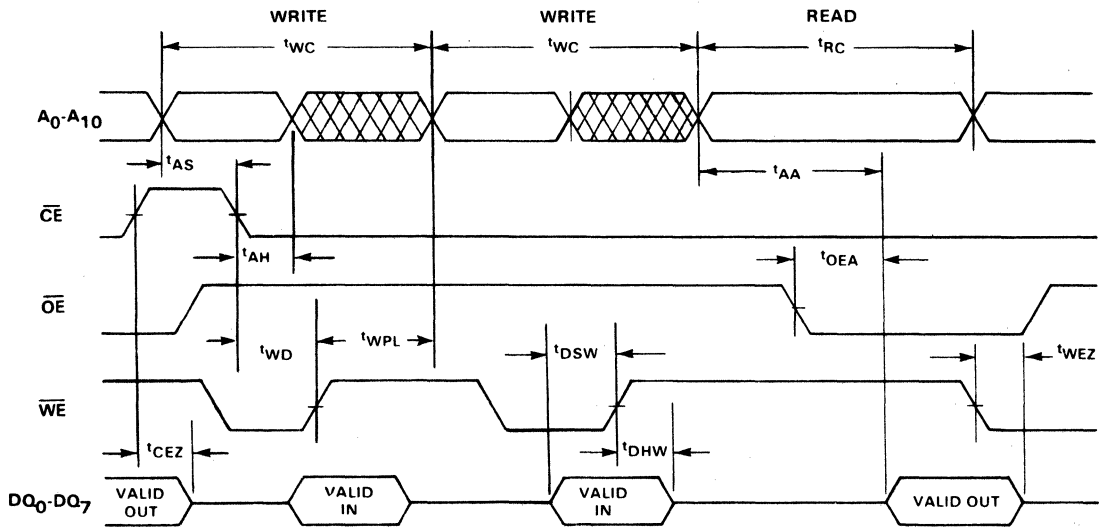 WRITE WRITE READ
tWC tWC tRC
A0-A10
tAS tAA
CE
tAH tOEA
OE
tWD tWPL tDSW tWEZ
WE
tCEZ tDHW
DQ0-DQ7 VALID OUT VALID IN VALID IN VALID OUT